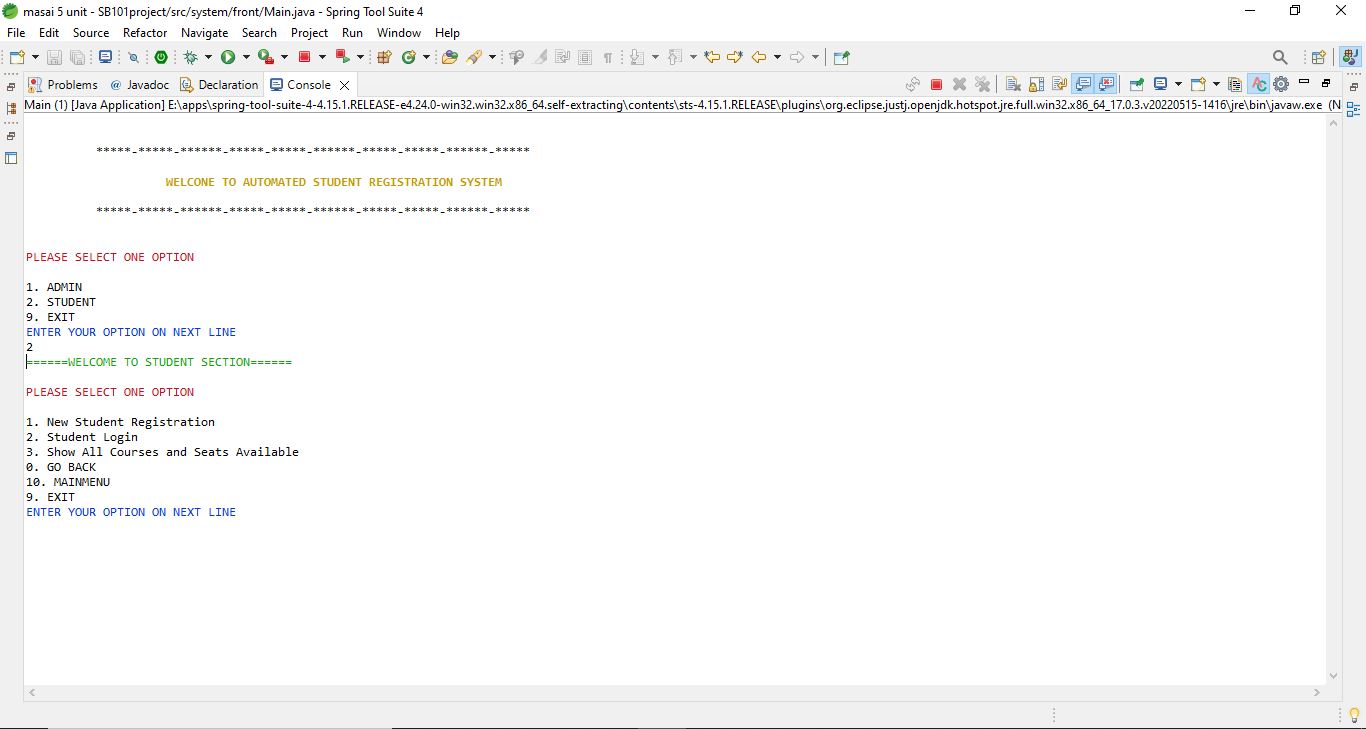 masai 5 unit - SB101project/src/system/front/Main.java - Spring Tool Suite 4
File Edit Source Refactor Navigate Search Project Run Window Help
Problems @ Javadoc Declaration Console
Main (1) [Java Application] E:\apps\spring-tool-suite-4-4.15.1.RELEASE-e4.24.0-win32.win32.x86_64.self-extracting\contents\sts-4.15.1.RELEASE\plugins\org.eclipse.justj.openjdk.hotspot.jre.full.win32.x86_64_17.0.3.v20220515-1416\jre\bin\javaw.exe (N
*****-*****-******-*****-*****-******-*****-*****-******-*****
WELCONE TO AUTOMATED STUDENT REGISTRATION SYSTEM
*****-*****-******-*****-*****-******-*****-*****-******-*****
PLEASE SELECT ONE OPTION
1. ADMIN
2. STUDENT
9. EXIT
ENTER YOUR OPTION ON NEXT LINE
2
======WELCOME TO STUDENT SECTION======
PLEASE SELECT ONE OPTION
1. New Student Registration
2. Student Login
3. Show All Courses and Seats Available
0. GO BACK
10. MAINMENU
9. EXIT
ENTER YOUR OPTION ON NEXT LINE